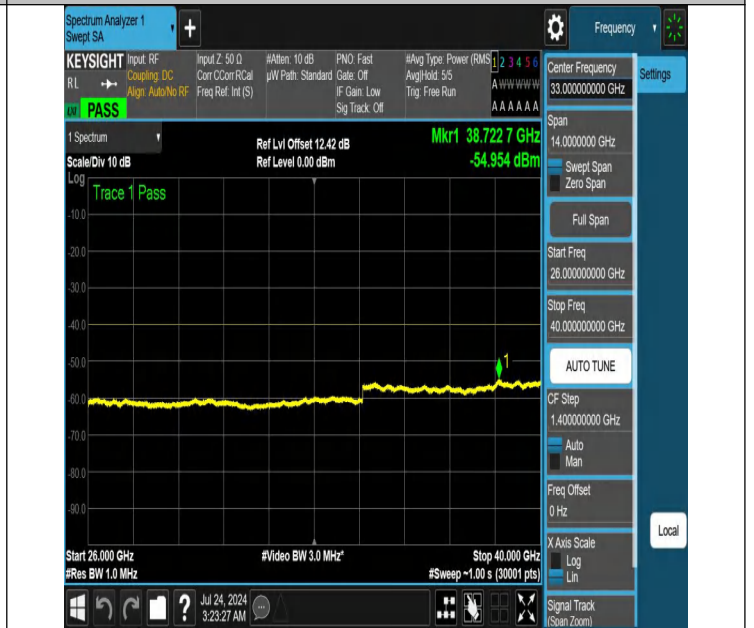 Spectrum Analyzer 1
Swept SA
Frequency
KEYSIGHT
RL
PASS
Input: RF
Coupling: DC
Align: Auto/No RF
Input Z: 50 Ω
Corr CCorr RCal
Freq Ref: Int (S)
#Atten: 10 dB
µW Path: Standard
PNO: Fast
Gate: Off
IF Gain: Low
Sig Track: Off
#Avg Type: Power (RMS
Avg|Hold: 5/5
Trig: Free Run
1 2 3 4 5 6
A W W W W W
A A A A A A
1 Spectrum
Scale/Div 10 dB
Ref Lvl Offset 12.42 dB
Ref Level 0.00 dBm
Mkr1 38.722 7 GHz
-54.954 dBm
Log
Trace 1 Pass
-10.0
-20.0
-30.0
-40.0
-50.0
-60.0
-70.0
-80.0
-90.0
1
Start 26.000 GHz
#Res BW 1.0 MHz
#Video BW 3.0 MHz*
Stop 40.000 GHz
#Sweep ~1.00 s (30001 pts)
Jul 24, 2024
3:23:27 AM
?
Center Frequency
33.000000000 GHz
Span
14.0000000 GHz
Swept Span
Zero Span
Full Span
Start Freq
26.000000000 GHz
Stop Freq
40.000000000 GHz
AUTO TUNE
CF Step
1.400000000 GHz
Auto
Man
Freq Offset
0 Hz
X Axis Scale
Log
Lin
Signal Track
(Span Zoom)
Settings
Local